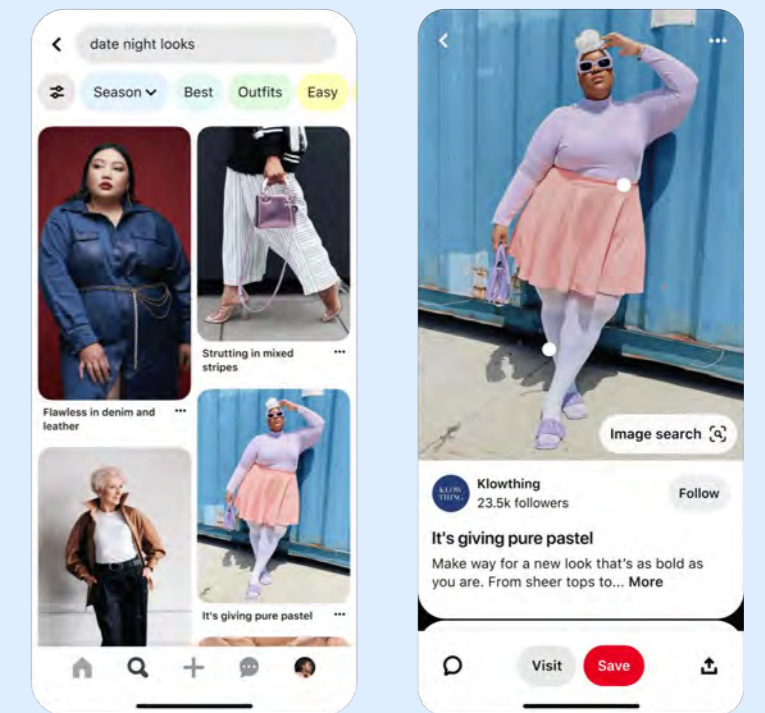 date night looks
Season
Best
Outfits
Easy
Strutting in mixed
stripes
Flawless in denim and
leather
It's giving pure pastel
Image search
KLOW
THING
Klowthing
23.5k followers
Follow
It's giving pure pastel
Make way for a new look that's as bold as
you are. From sheer tops to... More
Visit
Save